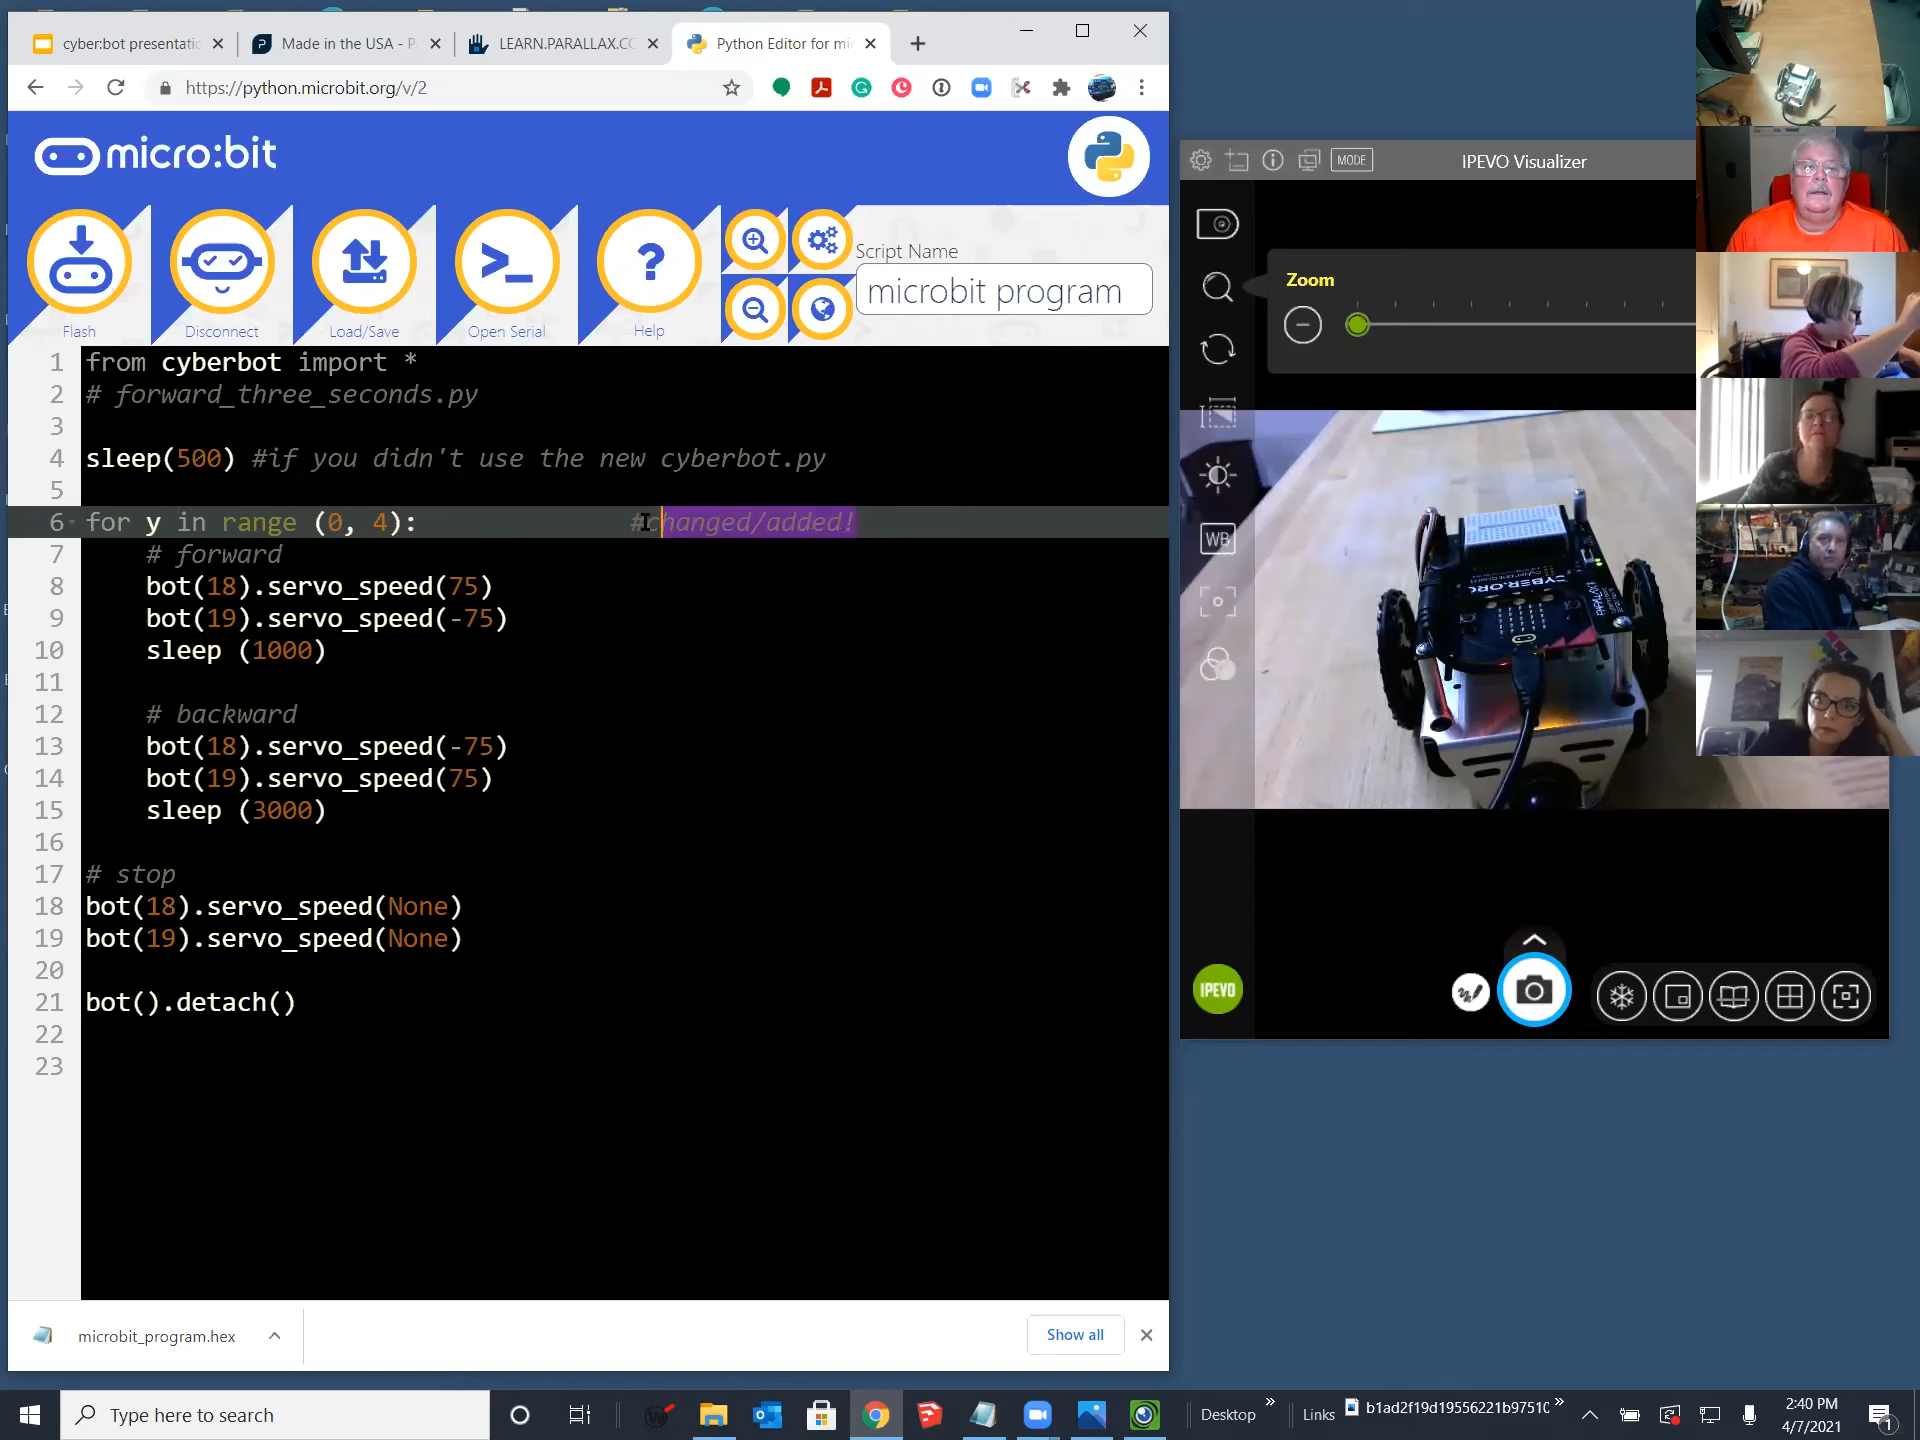 cyber:bot presentatic
Made in the USA - P
LEARN.PARALLAX.CO
Python Editor for mi
https://python.microbit.org/v/2
micro:bit
Flash
Disconnect
Load/Save
Open Serial
Help
Script Name
microbit program
1 from cyberbot import *
2 # forward_three_seconds.py
3
4 sleep(500) #if you didn't use the new cyberbot.py
5
6 for y in range (0, 4): #changed/added!
7 # forward
8 bot(18).servo_speed(75)
9 bot(19).servo_speed(-75)
10 sleep (1000)
11
12 # backward
13 bot(18).servo_speed(-75)
14 bot(19).servo_speed(75)
15 sleep (3000)
16
17 # stop
18 bot(18).servo_speed(None)
19 bot(19).servo_speed(None)
20
21 bot().detach()
22
23
microbit_program.hex
Show all
MODE
IPEVO Visualizer
Zoom
WB
CYBER
IPEVO
Type here to search
Desktop
Links
b1ad2f19d19556221b97510
2:40 PM
4/7/2021
1